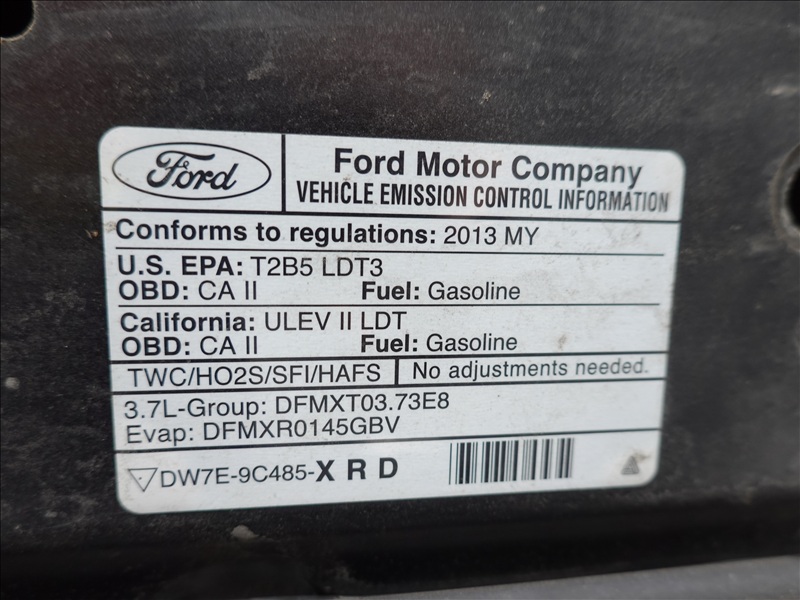 Ford
Ford Motor Company
VEHICLE EMISSION CONTROL INFORMATION
Conforms to regulations: 2013 MY
U.S. EPA: T2B5 LDT3
OBD: CA II Fuel: Gasoline
California: ULEV II LDT
OBD: CA II Fuel: Gasoline
TWC/HO2S/SFI/HAFS No adjustments needed.
3.7L-Group: DFMXT03.73E8
Evap: DFMXR0145GBV
DW7E-9C485-X R D